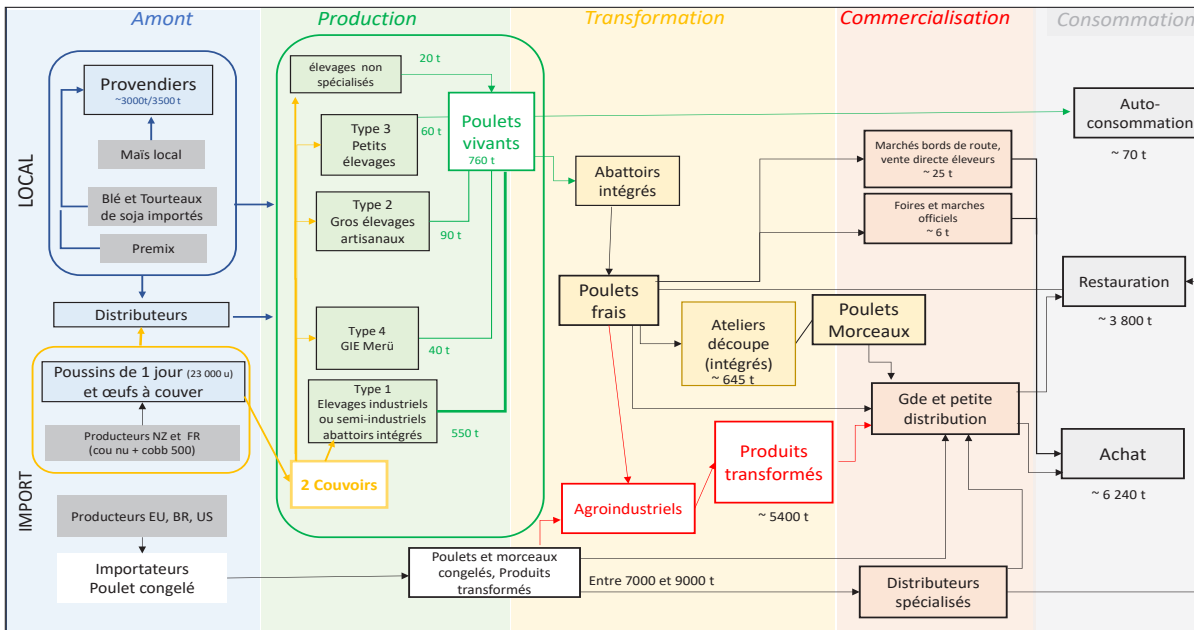 Amont
Production
Transformation
Commercialisation
Consommation
LOCAL
IMPORT
Provendiers
~3000t/3500 t
Maïs local
Blé et Tourteaux
de soja importés
Premix
Distributeurs
Poussins de 1 jour (23 000 u)
et œufs à couver
Producteurs NZ et FR
(cou nu + cobb 500)
Producteurs EU, BR, US
Importateurs
Poulet congelé
élevages non
spécialisés
20 t
Type 3
Petits
élevages
60 t
Type 2
Gros élevages
artisanaux
90 t
Type 4
GIE Merü
40 t
Type 1
Elevages industriels
ou semi-industriels
abattoirs intégrés
550 t
2 Couvoirs
Poulets
vivants
760 t
Abattoirs
intégrés
Poulets
frais
Ateliers
découpe
(intégrés)
~ 645 t
Poulets
Morceaux
Produits
transformés
~ 5400 t
Agroindustriels
Poulets et morceaux
congelés, Produits
transformés
Entre 7000 et 9000 t
Marchés bords de route,
vente directe éleveurs
~ 25 t
Foires et marches
officiels
~ 6 t
Gde et petite
distribution
Distributeurs
spécialisés
Auto-
consommation
~ 70 t
Restauration
~ 3 800 t
Achat
~ 6 240 t